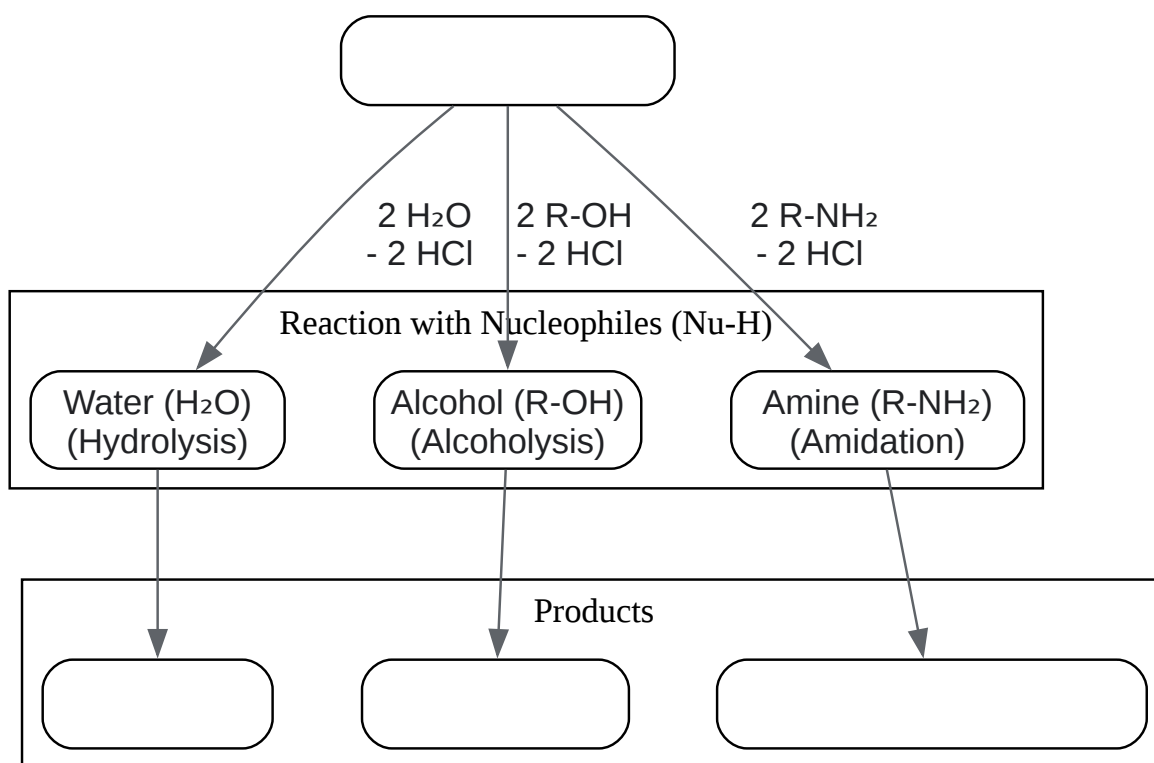 2 H₂O
- 2 HCl
2 R-OH
- 2 HCl
2 R-NH₂
- 2 HCl
Reaction with Nucleophiles (Nu-H)
Water (H₂O)
(Hydrolysis)
Alcohol (R-OH)
(Alcoholysis)
Amine (R-NH₂)
(Amidation)
Products